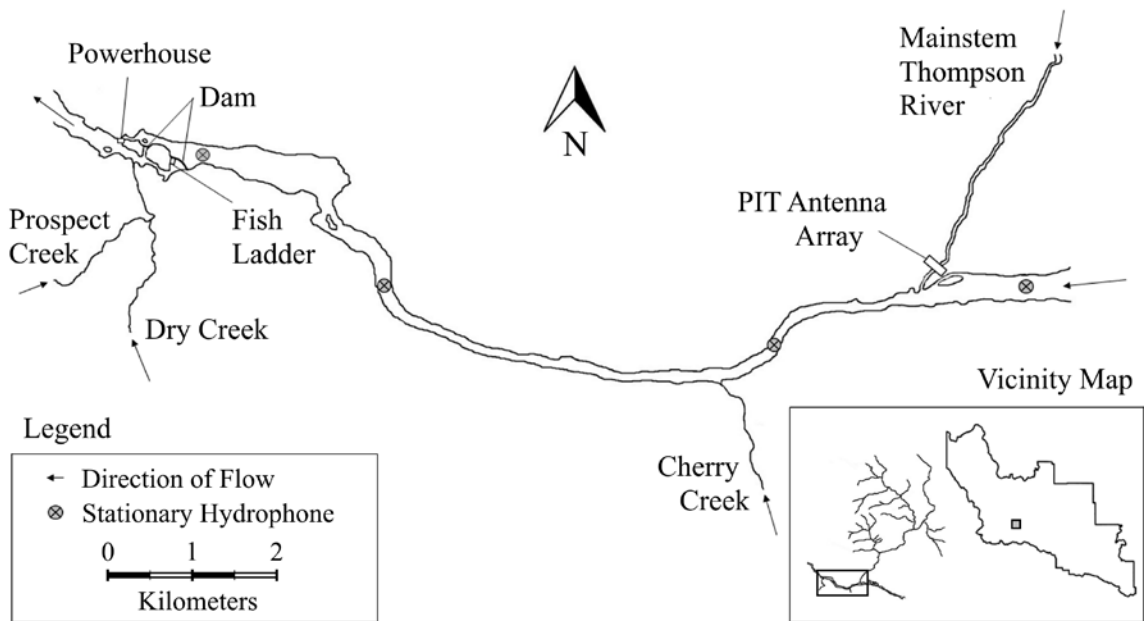 Powerhouse
Dam
Mainstem
Thompson
River
N
PIT Antenna
Array
Prospect
Creek
Fish
Ladder
Dry Creek
Cherry
Creek
Vicinity Map
Legend
Direction of Flow
Stationary Hydrophone
0 1 2
Kilometers